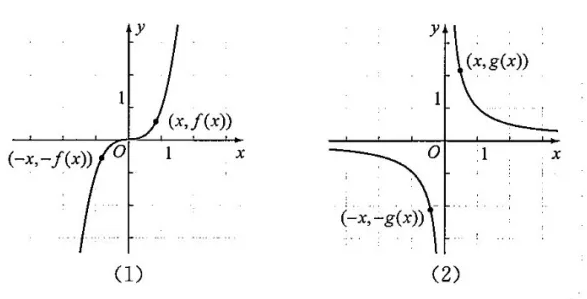 y
1
(x, f(x))
O
1
x
(−x, −f(x))
(1)
y
(x, g(x))
1
O
1
x
(−x, −g(x))
(2)